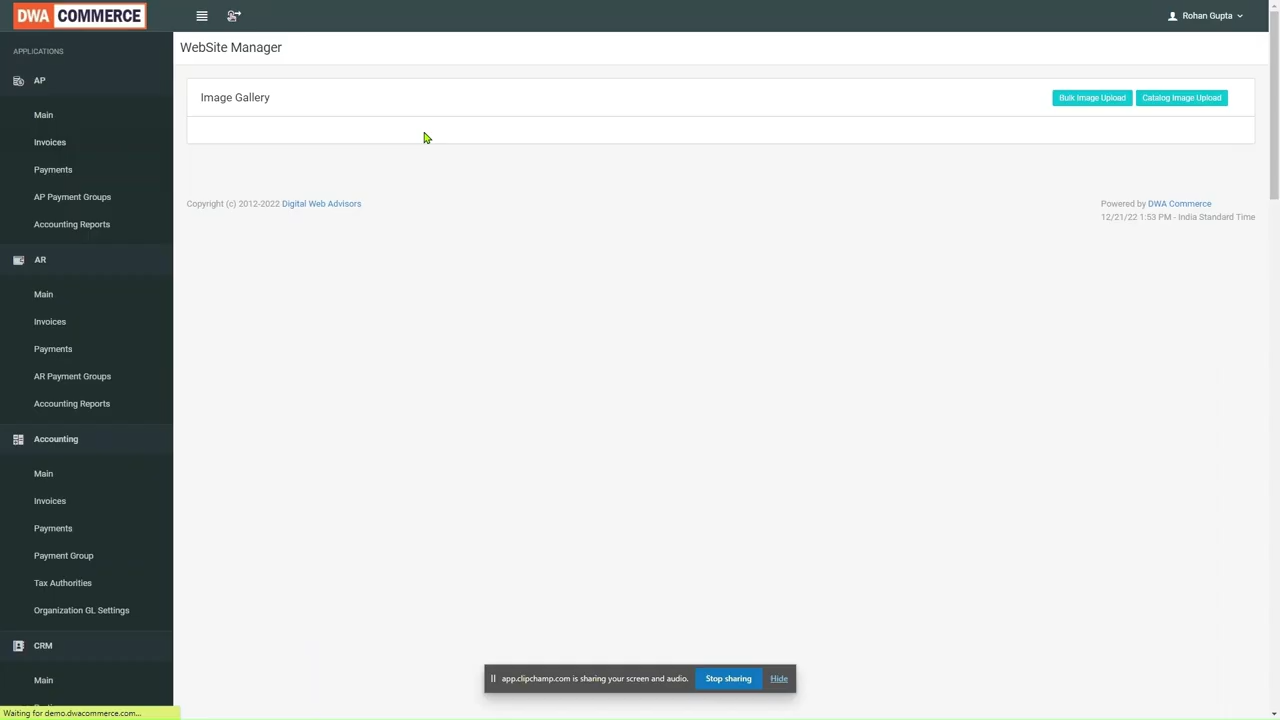 DWA COMMERCE
Rohan Gupta
APPLICATIONS
WebSite Manager
AP
Image Gallery
Bulk Image Upload
Catalog Image Upload
Main
Invoices
Payments
AP Payment Groups
Copyright (c) 2012-2022 Digital Web Advisors
Powered by DWA Commerce
12/21/22 1:53 PM - India Standard Time
Accounting Reports
AR
Main
Invoices
Payments
AR Payment Groups
Accounting Reports
Accounting
Main
Invoices
Payments
Payment Group
Tax Authorities
Organization GL Settings
CRM
Main
app.clipchamp.com is sharing your screen and audio.
Stop sharing
Hide
Waiting for demo.dwacommerce.com...